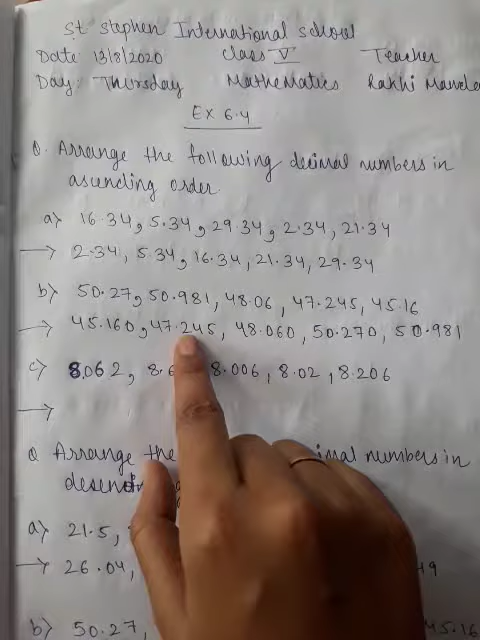 St Stephen International School
Date 13/8/2020 Class V Teacher
Day: Thursday Mathematics Rakhi
Ex 6.4
Q. Arrange the following decimal numbers in
ascending order.
a) 16.34, 5.34, 29.34, 2.34, 21.34
→ 2.34, 5.34, 16.34, 21.34, 29.34
b) 50.27, 50.981, 48.06, 47.245, 45.16
→ 45.160, 47.245, 48.060, 50.270, 50.981
c) 8.062, 8.006, 8.02, 8.206
→
Q Arrange the numbers in
a) 21.5,
→ 26.04,
b) 50.27, 45.16